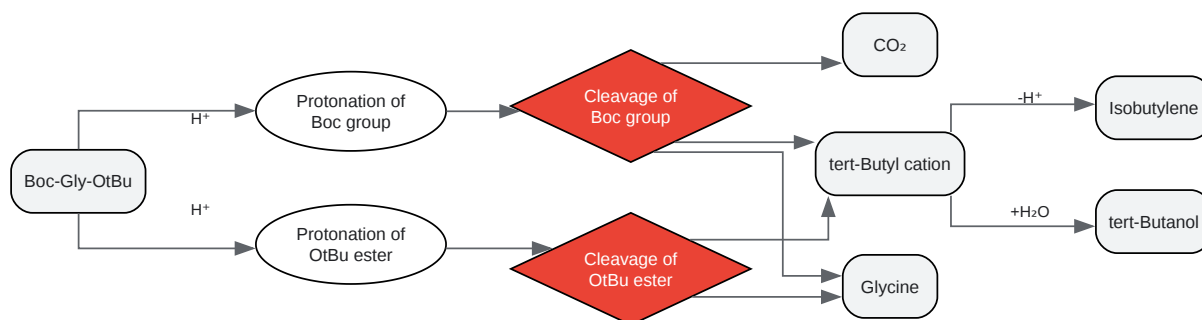 CO₂
Protonation of
Boc group
Cleavage of
Boc group
-H⁺
Isobutylene
H⁺
tert-Butyl cation
Boc-Gly-OtBu
H⁺
+H₂O
tert-Butanol
Protonation of
OtBu ester
Cleavage of
OtBu ester
Glycine